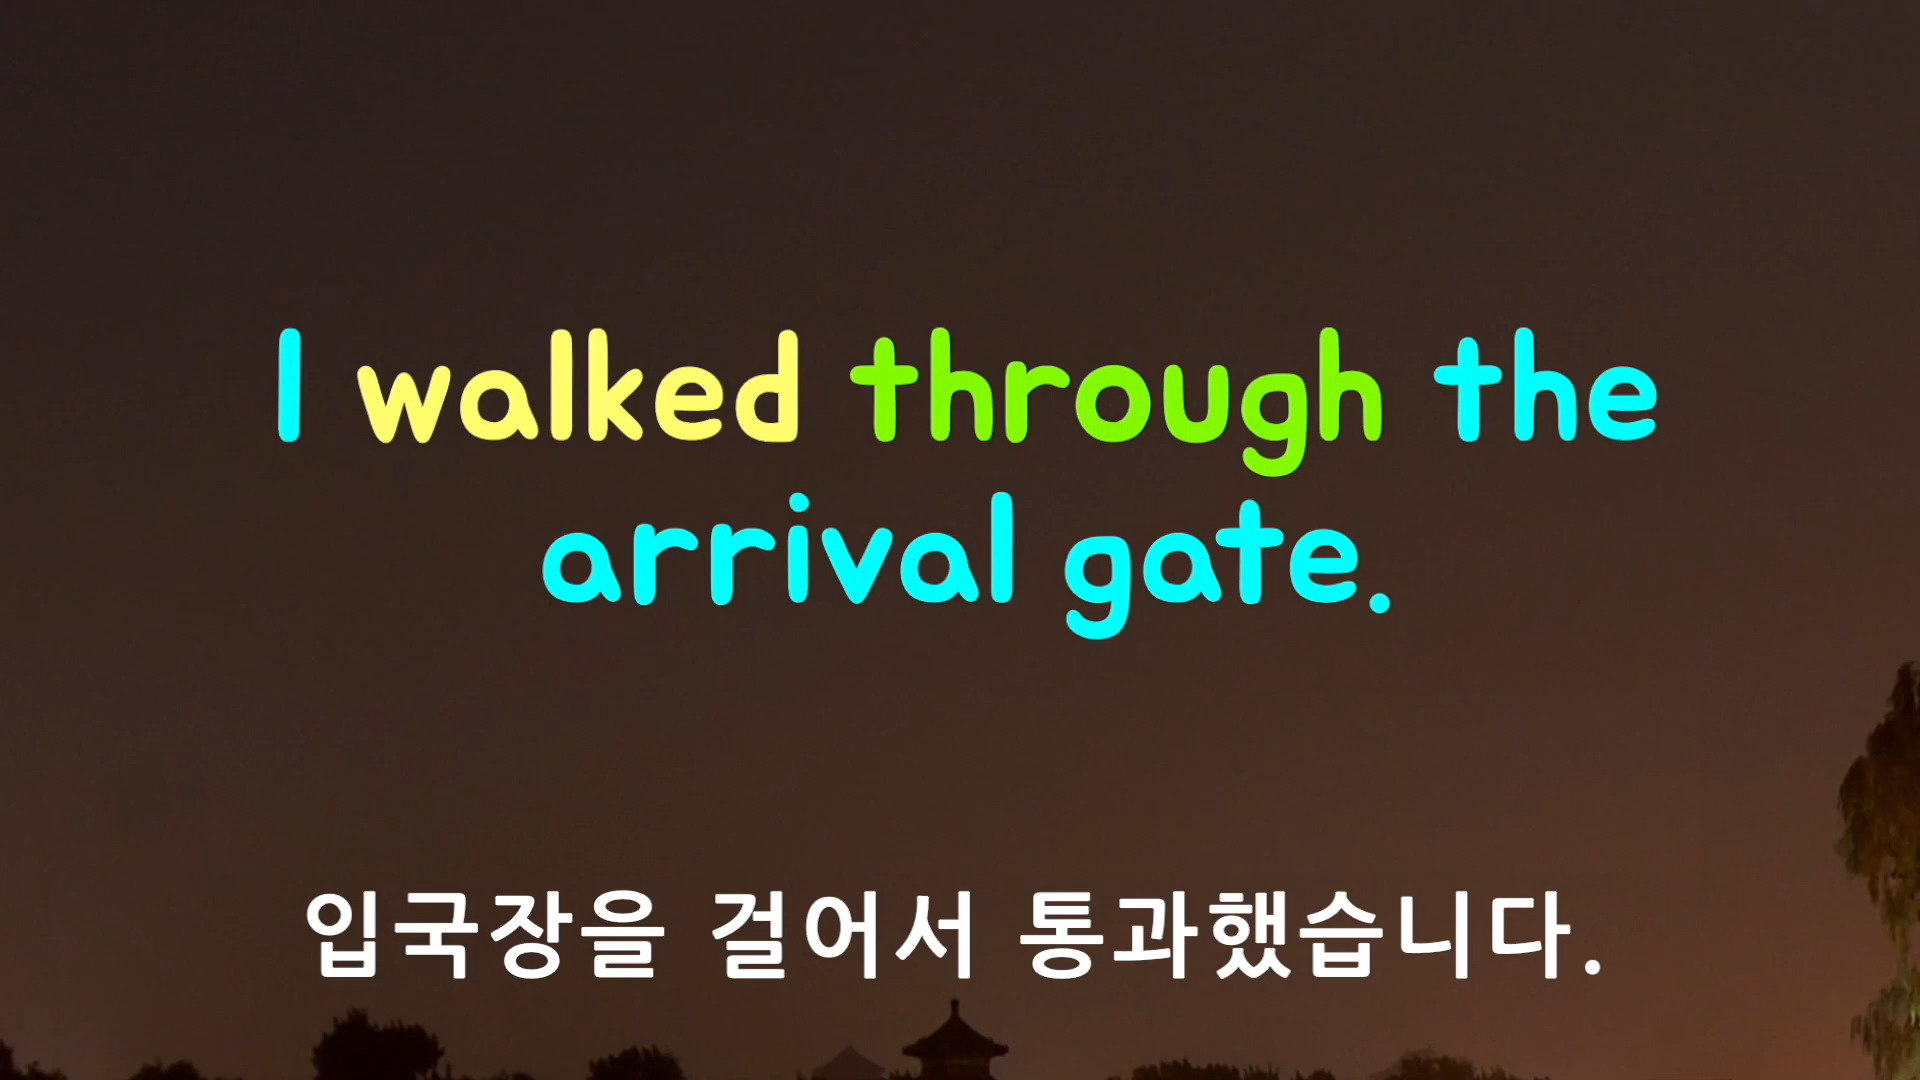 I walked through the
arrival gate.
입국장을 걸어서 통과했습니다.